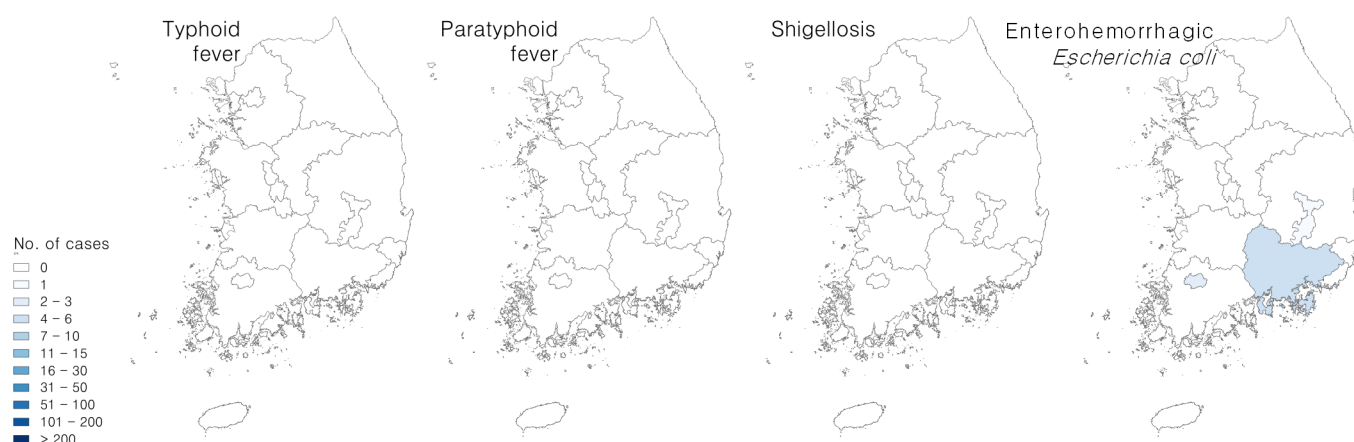 Typhoid
fever
Paratyphoid
fever
Shigellosis
Enterohemorrhagic
Escherichia coli
No. of cases
0
1
2 – 3
4 – 6
7 – 10
11 – 15
16 – 30
31 – 50
51 – 100
101 – 200
> 200